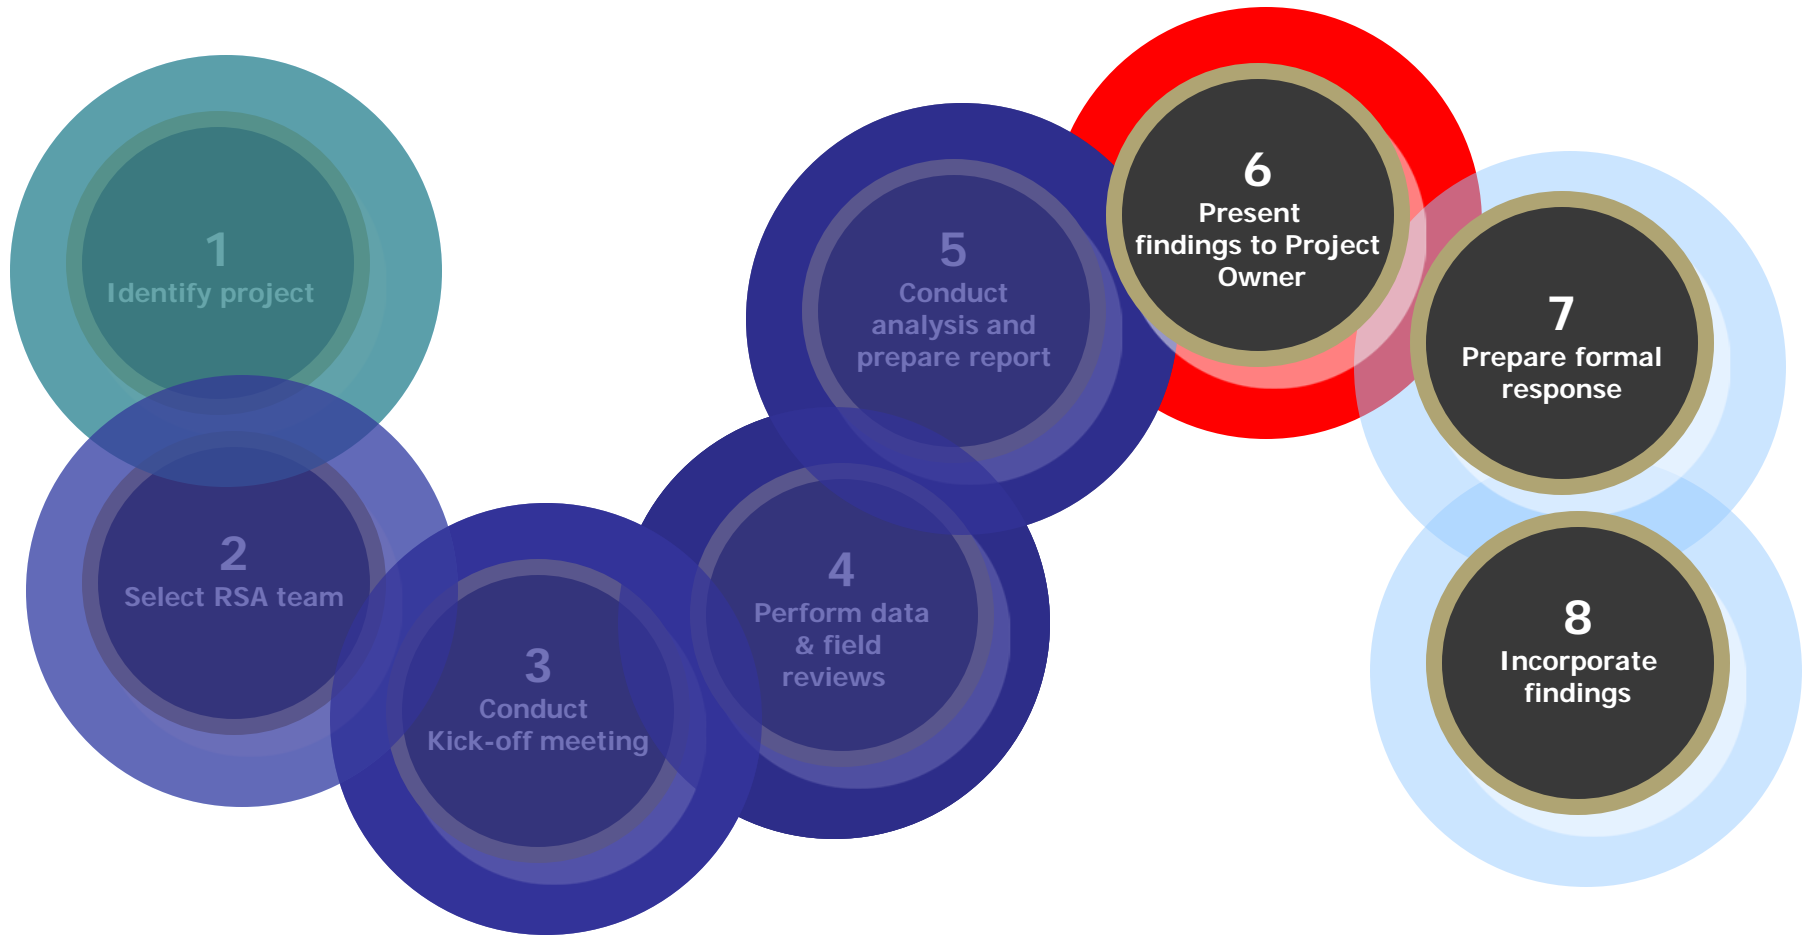 1
Identify project
2
Select RSA team
3
Conduct
Kick-off meeting
4
Perform data
& field
reviews
5
Conduct
analysis and
prepare report
6
Present
findings to Project
Owner
7
Prepare formal
response
8
Incorporate
findings